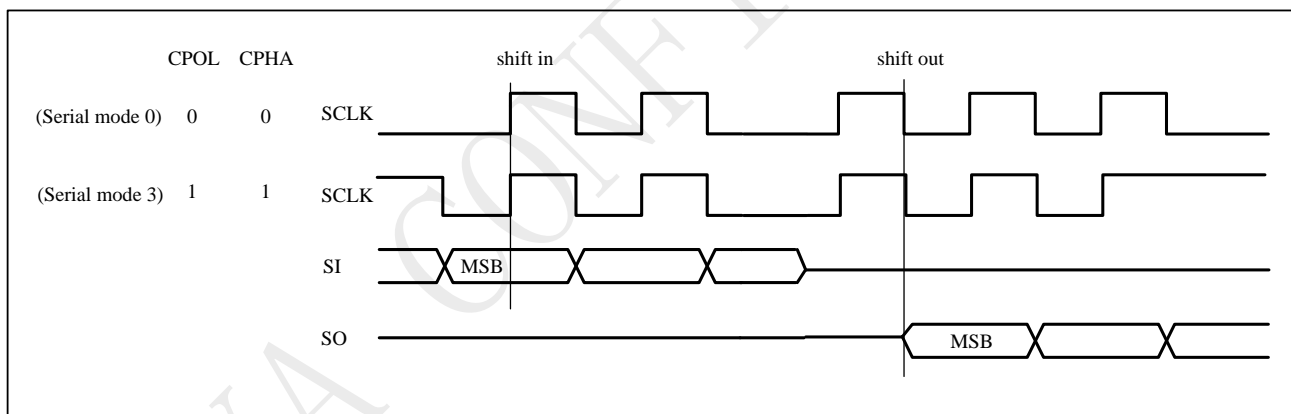 CPOL CPHA shift in shift out
(Serial mode 0) 0 0 SCLK
(Serial mode 3) 1 1 SCLK
SI MSB
SO MSB